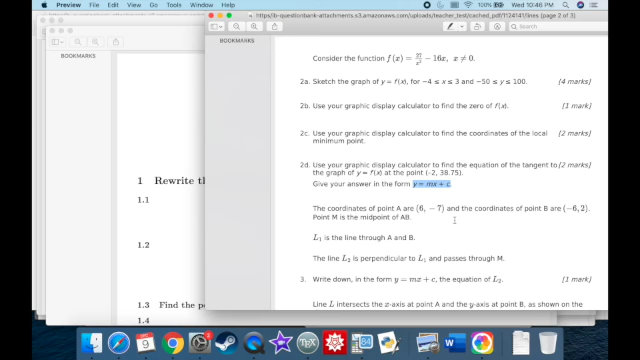 Preview File Edit View Go Tools Window Help
100% Wed 10:46 PM
https/ib-questionbank-attachments.s3.amazonaws.com/uploads/teacher_test/cached_pdf/1124141/lines (page 2 of 3)
Search
BOOKMARKS
BOOKMARKS
Consider the function f (x) = 27/x² − 16x, x ≠ 0.
2a. Sketch the graph of y = f (x), for −4 ≤ x ≤ 3 and −50 ≤ y ≤ 100. [4 marks]
2b. Use your graphic display calculator to find the zero of f (x). [1 mark]
2c. Use your graphic display calculator to find the coordinates of the local [2 marks]
minimum point.
2d. Use your graphic display calculator to find the equation of the tangent to [2 marks]
the graph of y = f (x) at the point (-2, 38.75).
Give your answer in the form y = mx + c.
The coordinates of point A are (6, − 7) and the coordinates of point B are (−6, 2).
Point M is the midpoint of AB.
L₁ is the line through A and B.
The line L₂ is perpendicular to L₁ and passes through M.
3. Write down, in the form y = mx + c, the equation of L₂. [1 mark]
Line L intersects the x-axis at point A and the y-axis at point B, as shown on the
1 Rewrite t
1.1
1.2
1.3 Find the p
1.4
9
TEX
84
W